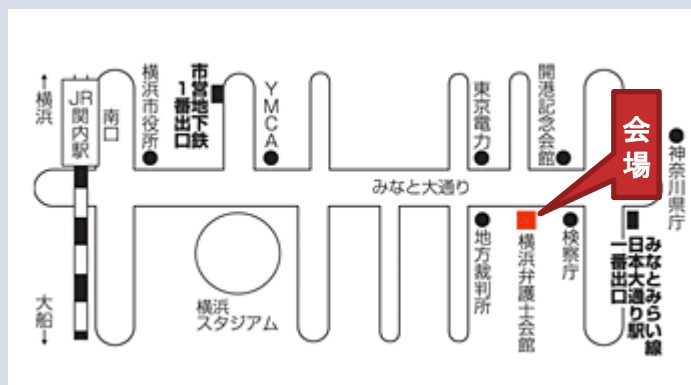 ←横浜
JR関内駅
南口
横浜市役所
市営地下鉄
1番出口
YMCA
東京電力
開港記念会館
会場
神奈川県庁
みなと大通り
大船→
横浜
スタジアム
地方裁判所
横浜弁護士会館
検察庁
みなとみらい線
日本大通り駅
一番出口